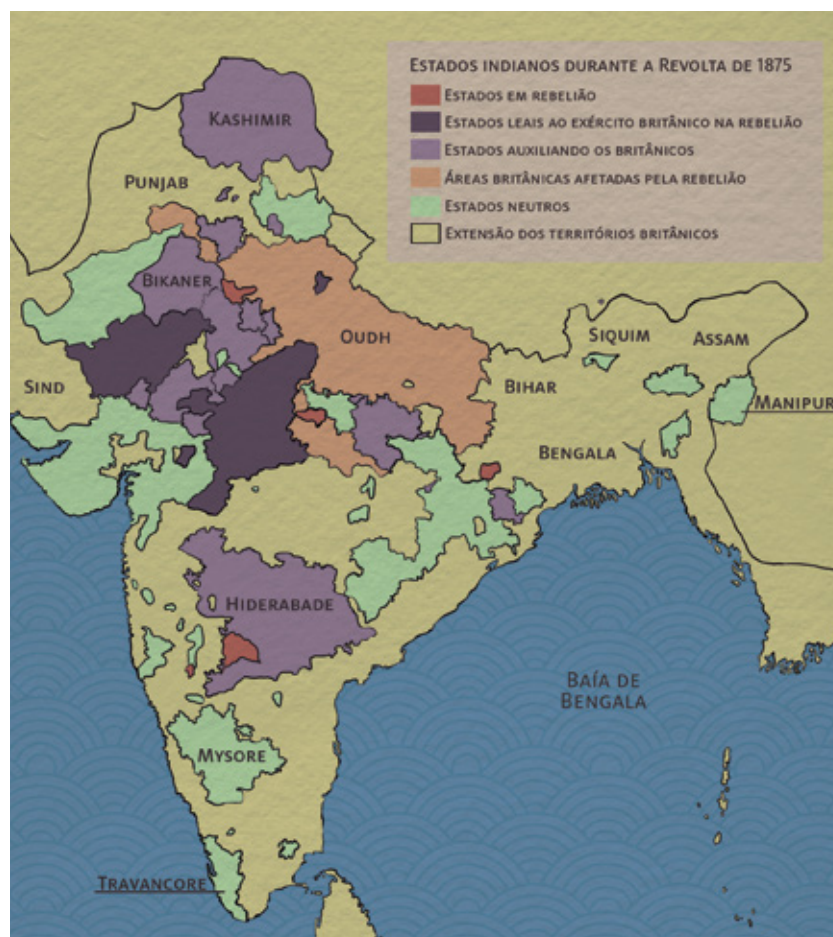 ESTADOS INDIANOS DURANTE A REVOLTA DE 1875
ESTADOS EM REBELIÃO
ESTADOS LEAIS AO EXÉRCITO BRITÂNICO NA REBELIÃO
ESTADOS AUXILIANDO OS BRITÂNICOS
ÁREAS BRITÂNICAS AFETADAS PELA REBELIÃO
ESTADOS NEUTROS
EXTENSÃO DOS TERRITÓRIOS BRITÂNICOS
KASHIMIR
PUNJAB
BIKANER
OUDH
SIQUIM
ASSAM
SIND
BIHAR
MANIPUR
BENGALA
HIDERABADE
BAÍA DE
BENGALA
MYSORE
TRAVANCORE